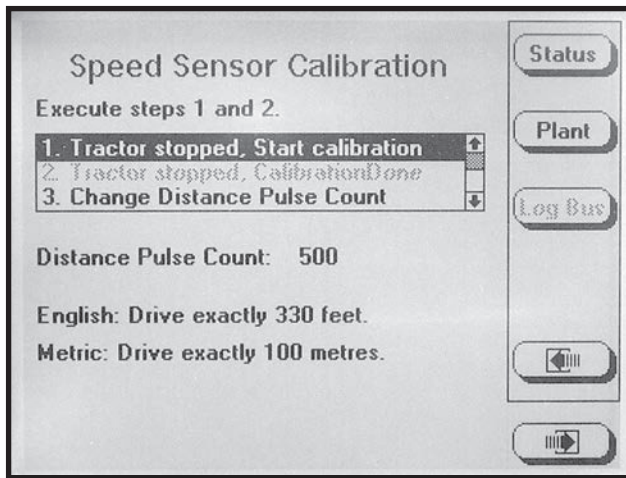 Speed Sensor Calibration
Execute steps 1 and 2.
1. Tractor stopped, Start calibration
2. Tractor stopped, CalibrationDone
3. Change Distance Pulse Count
Distance Pulse Count: 500
English: Drive exactly 330 feet.
Metric: Drive exactly 100 metres.
Status
Plant
Log Bus